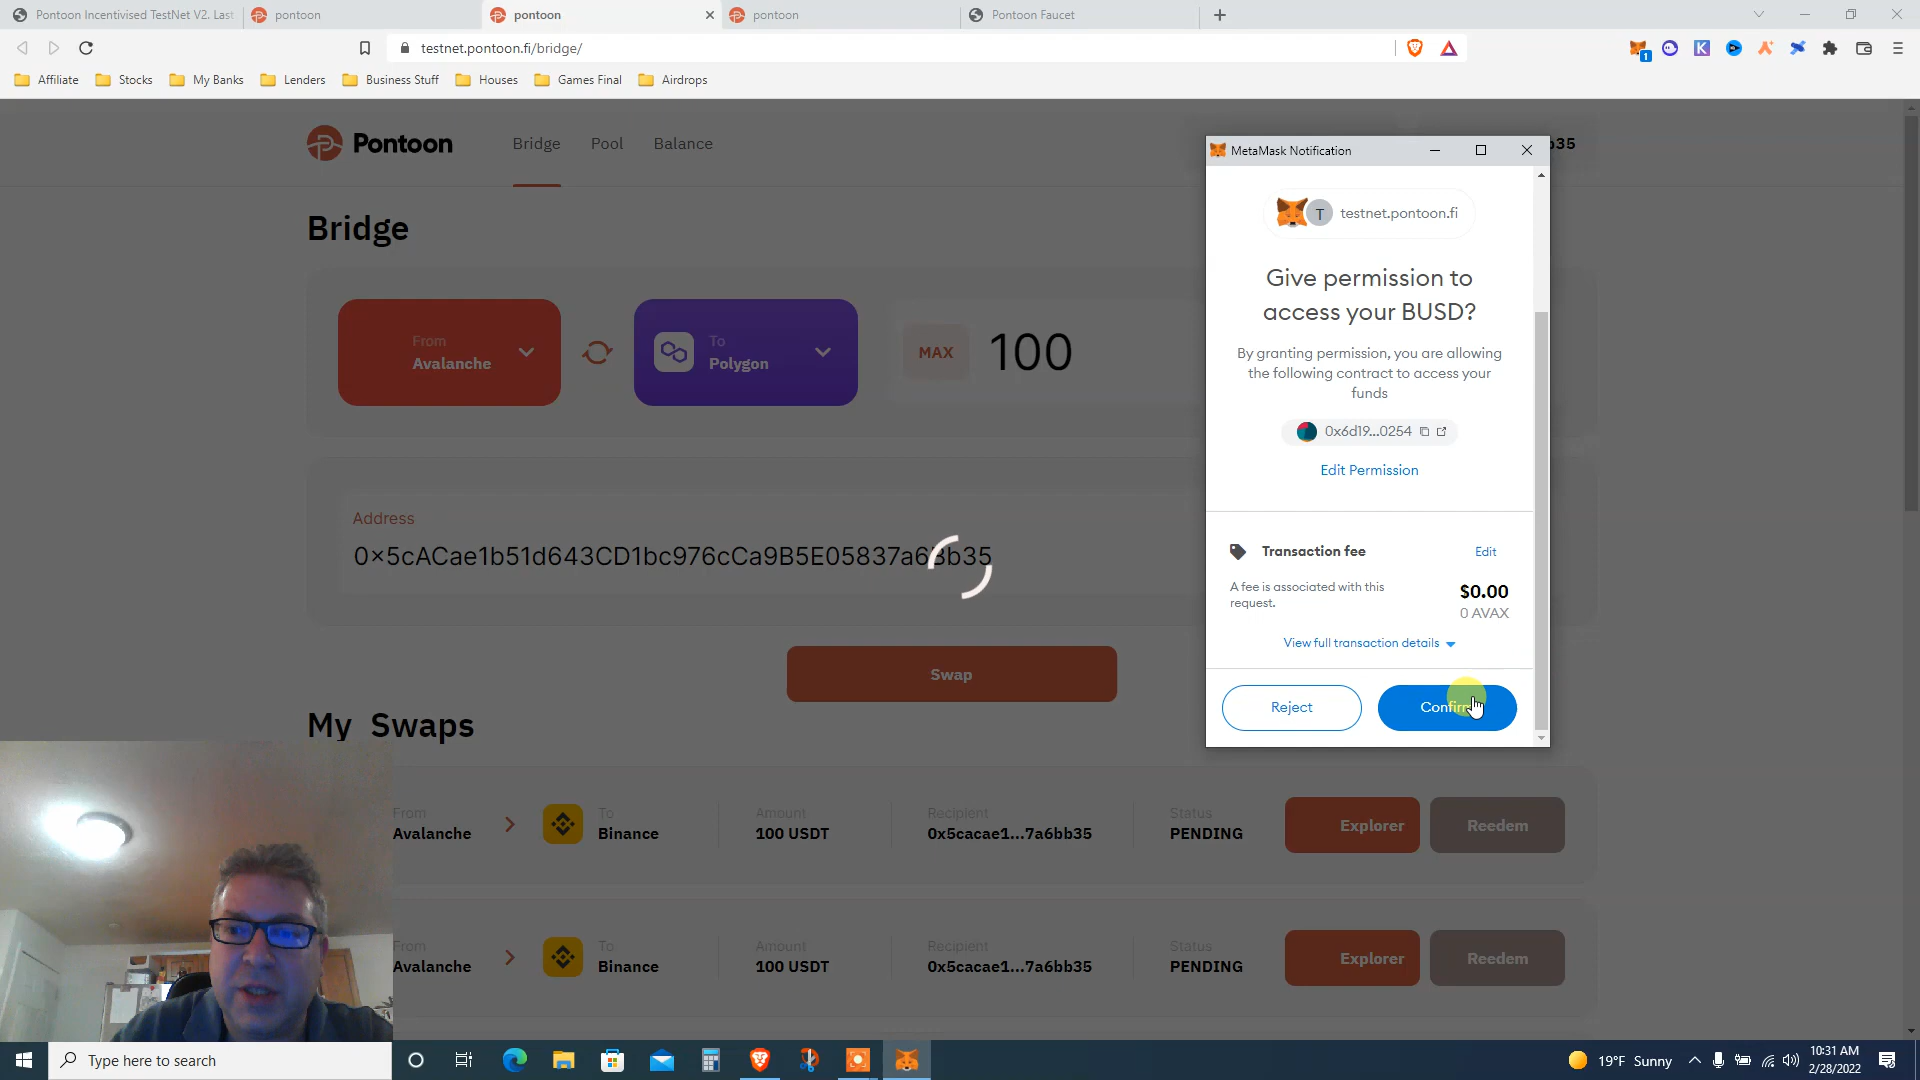 Pontoon Incentivised TestNet V2. Last
pontoon
pontoon
pontoon
Pontoon Faucet
testnet.pontoon.fi/bridge/
1
Affiliate
Stocks
My Banks
Lenders
Business Stuff
Houses
Games Final
Airdrops
Pontoon
Bridge
Pool
Balance
b35
Bridge
From
Avalanche
To
Polygon
MAX
100
Address
0×5cACae1b51d643CD1bc976cCa9B5E05837a6Bb35
Swap
My Swaps
From
Avalanche
To
Binance
Amount
100 USDT
Recipient
0x5cacae1...7a6bb35
Status
PENDING
Explorer
Reedem
From
Avalanche
To
Binance
Amount
100 USDT
Recipient
0x5cacae1...7a6bb35
Status
PENDING
Explorer
Reedem
MetaMask Notification
T
testnet.pontoon.fi
Give permission to
access your BUSD?
By granting permission, you are allowing
the following contract to access your
funds
0x6d19...0254
Edit Permission
Transaction fee
Edit
A fee is associated with this
request.
$0.00
0 AVAX
View full transaction details
Reject
Confirm
Type here to search
19°F Sunny
10:31 AM
2/28/2022